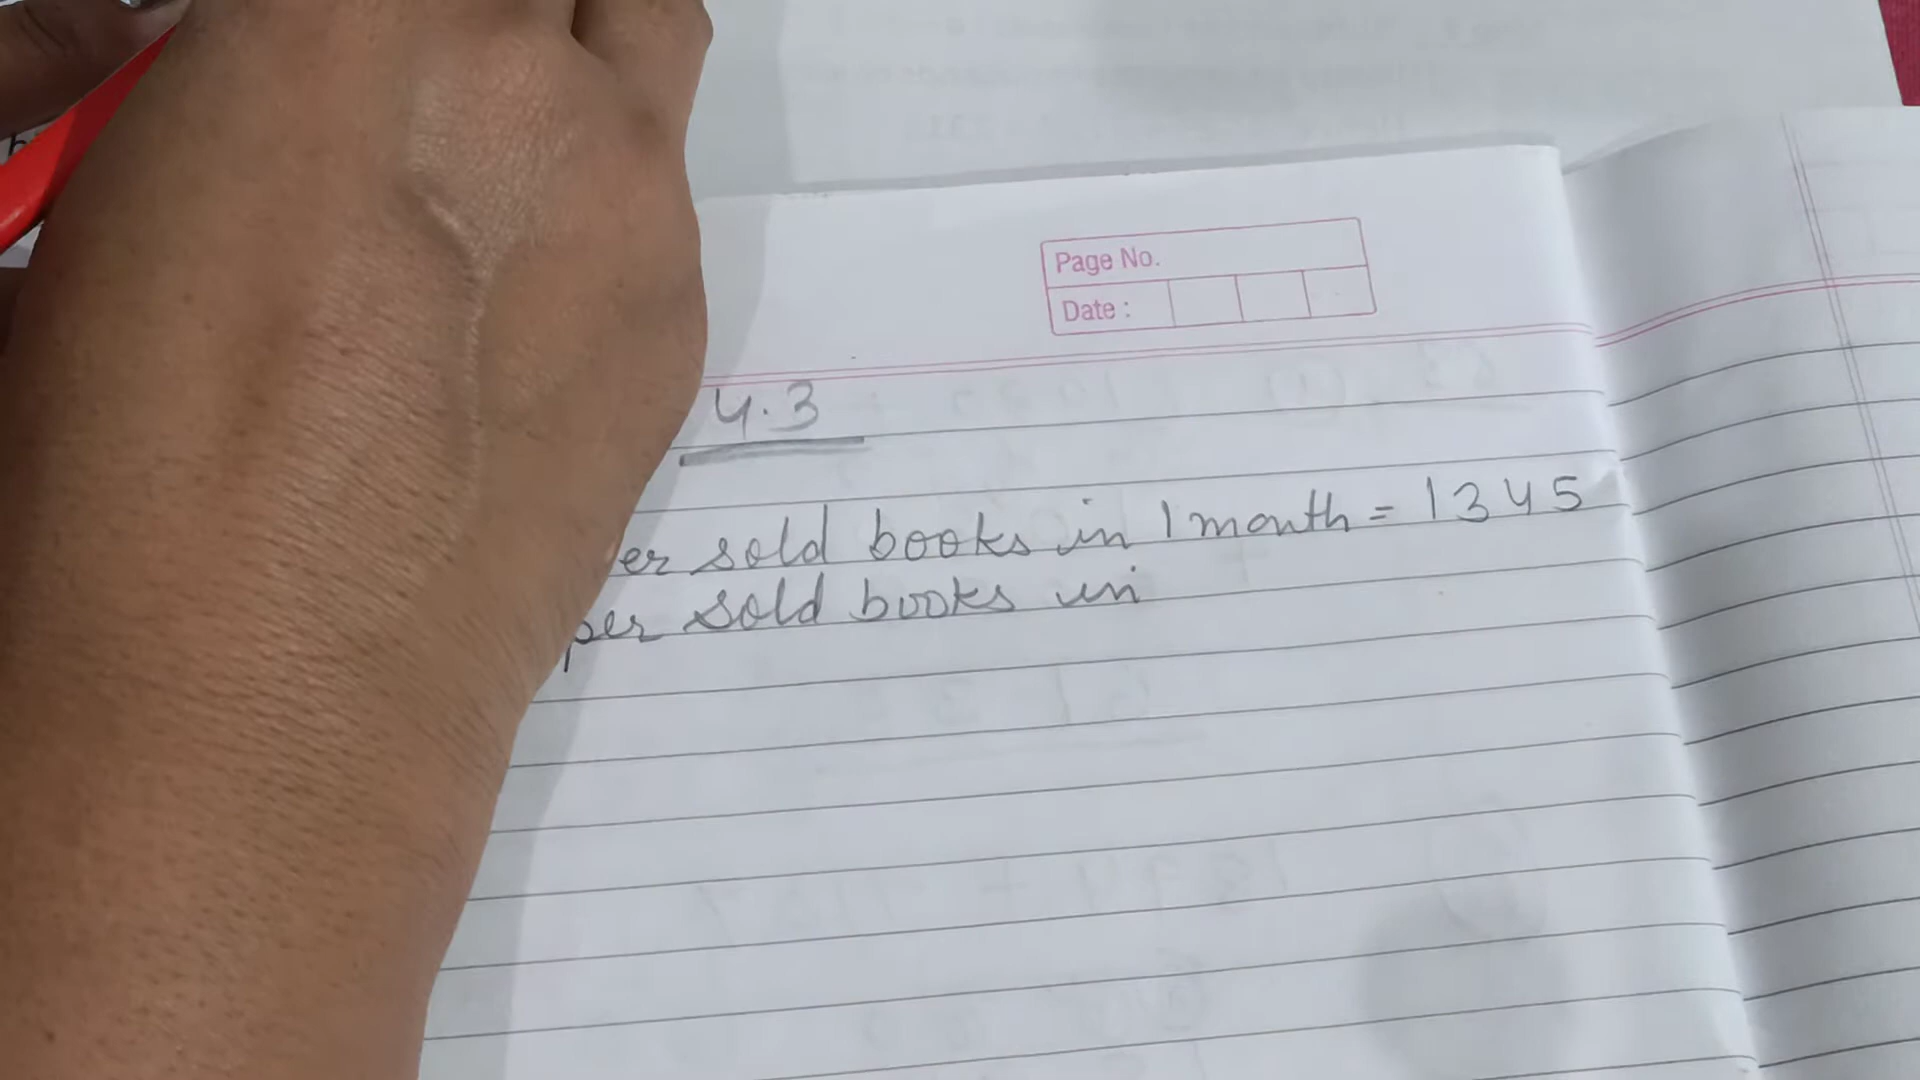 Page No.
Date :
4.3
er sold books in 1 month = 1345
per sold books in